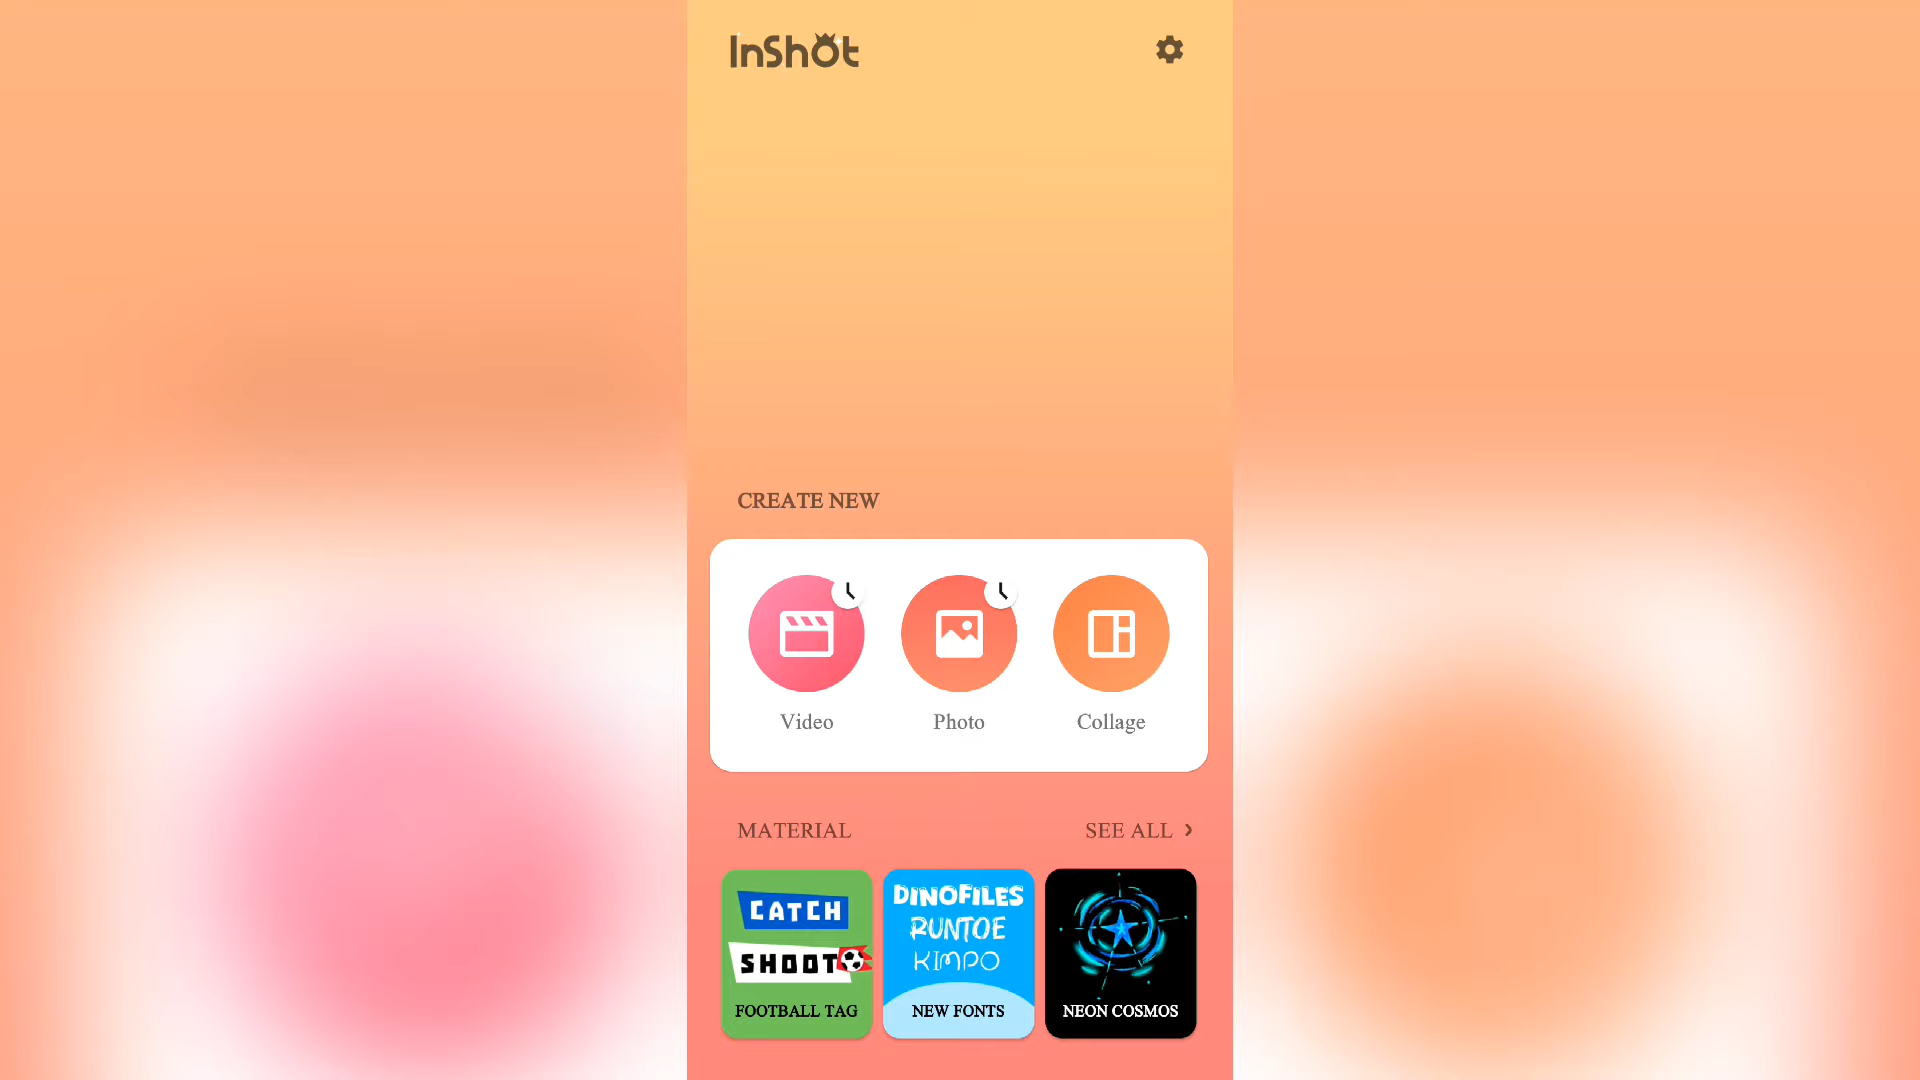 InShot
CREATE NEW
Video Photo Collage
MATERIAL SEE ALL
CATCH
SHOOT
FOOTBALL TAG
DINOFILES
RUNTOE
KIMPO
NEW FONTS
NEON COSMOS